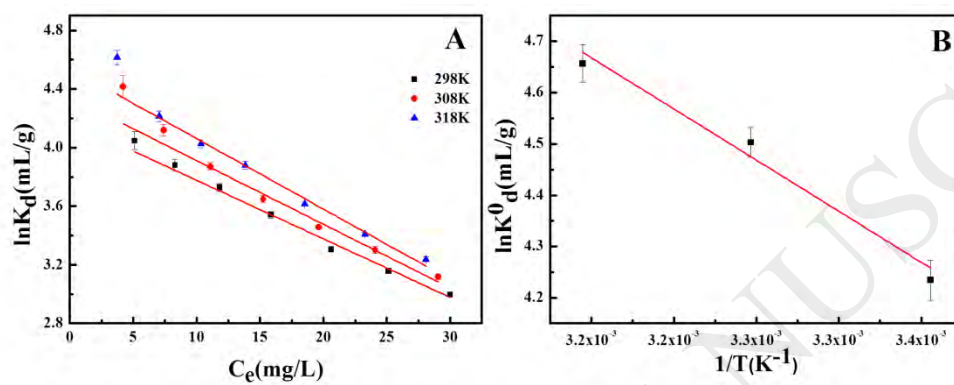 A
298K
308K
318K
4.8
4.4
4.0
3.6
3.2
2.8
lnKd(mL/g)
0 5 10 15 20 25 30
Ce(mg/L)
B
4.7
4.6
4.5
4.4
4.3
4.2
lnK⁰d(mL/g)
3.2x10⁻³ 3.2x10⁻³ 3.3x10⁻³ 3.3x10⁻³ 3.4x10⁻³
1/T(K⁻¹)
NUSC